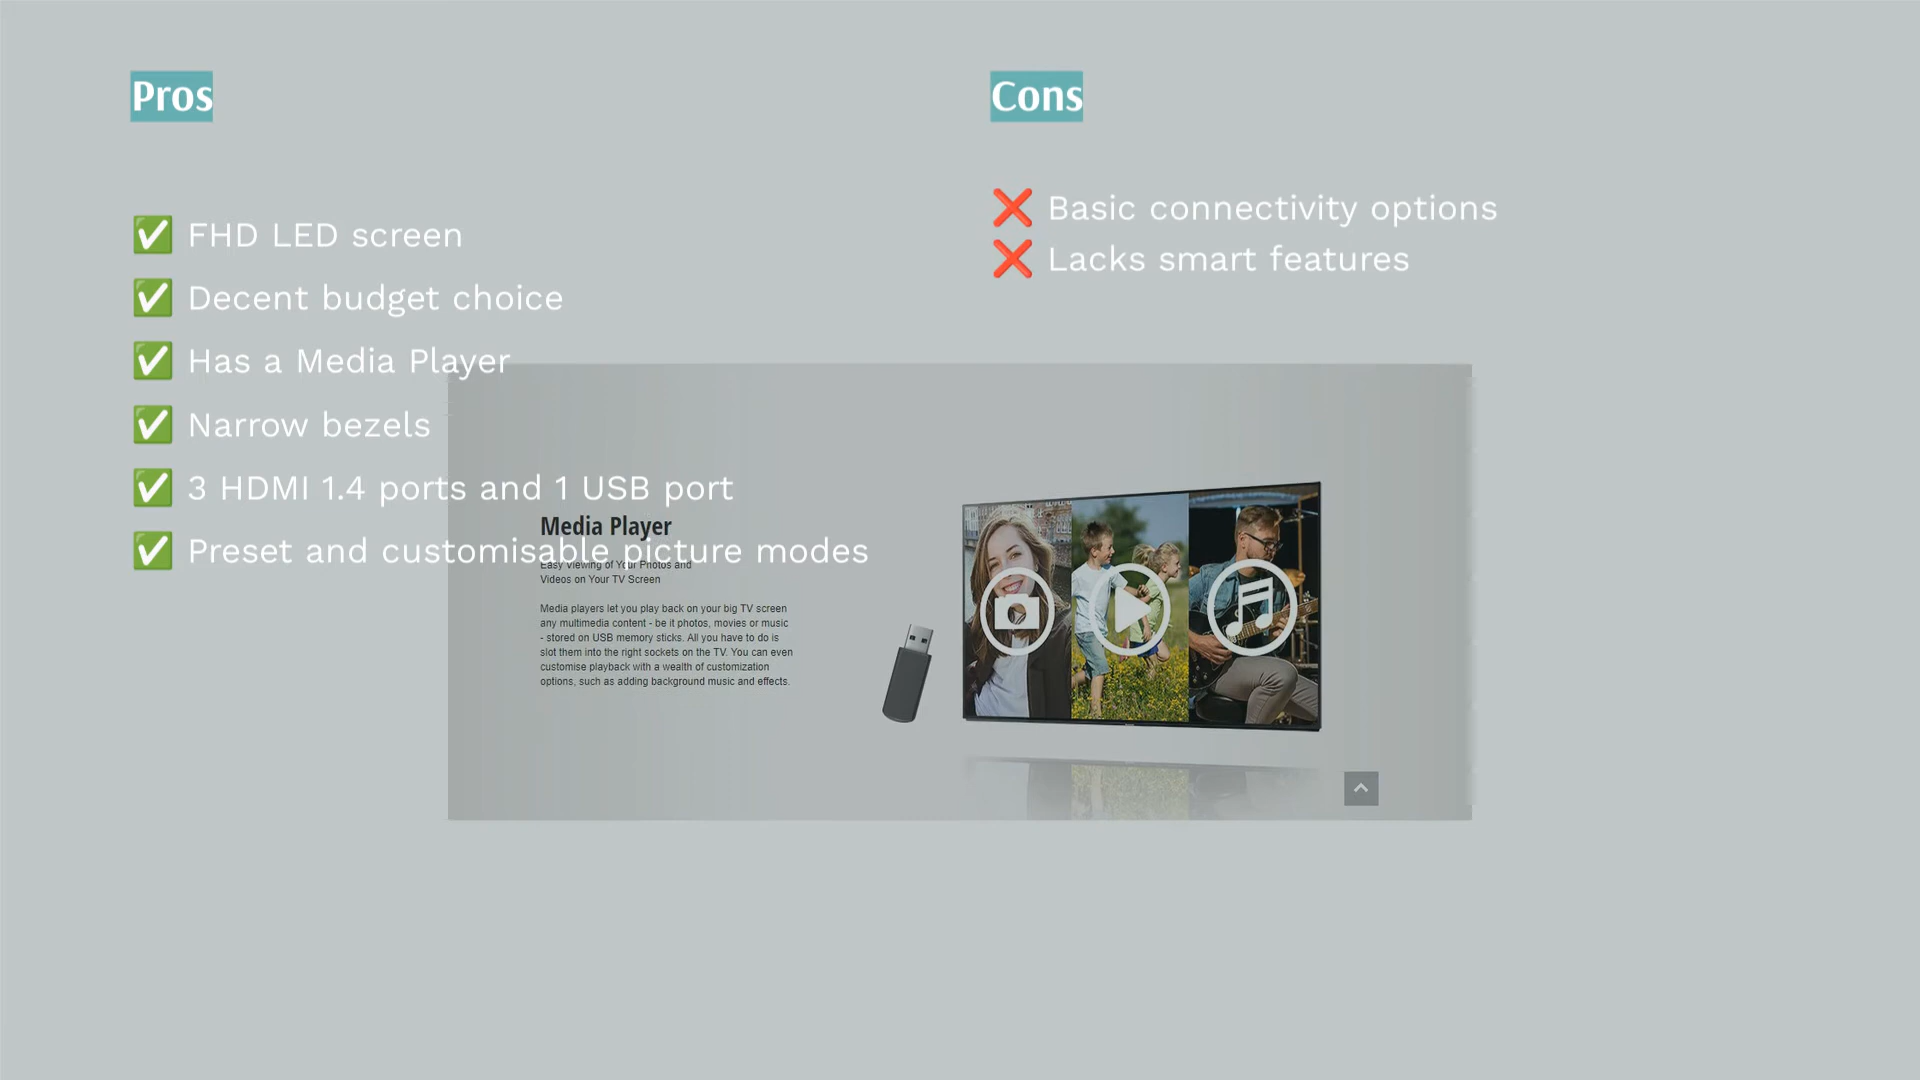 Pros
✅ FHD LED screen
✅ Decent budget choice
✅ Has a Media Player
✅ Narrow bezels
✅ 3 HDMI 1.4 ports and 1 USB port
✅ Preset and customisable picture modes
Cons
❌ Basic connectivity options
❌ Lacks smart features
Media Player
Easy Viewing of Your Photos and
Videos on Your TV Screen
Media players let you play back on your big TV screen
any multimedia content - be it photos, movies or music
- stored on USB memory sticks. All you have to do is
slot them into the right sockets on the TV. You can even
customise playback with a wealth of customization
options, such as adding background music and effects.